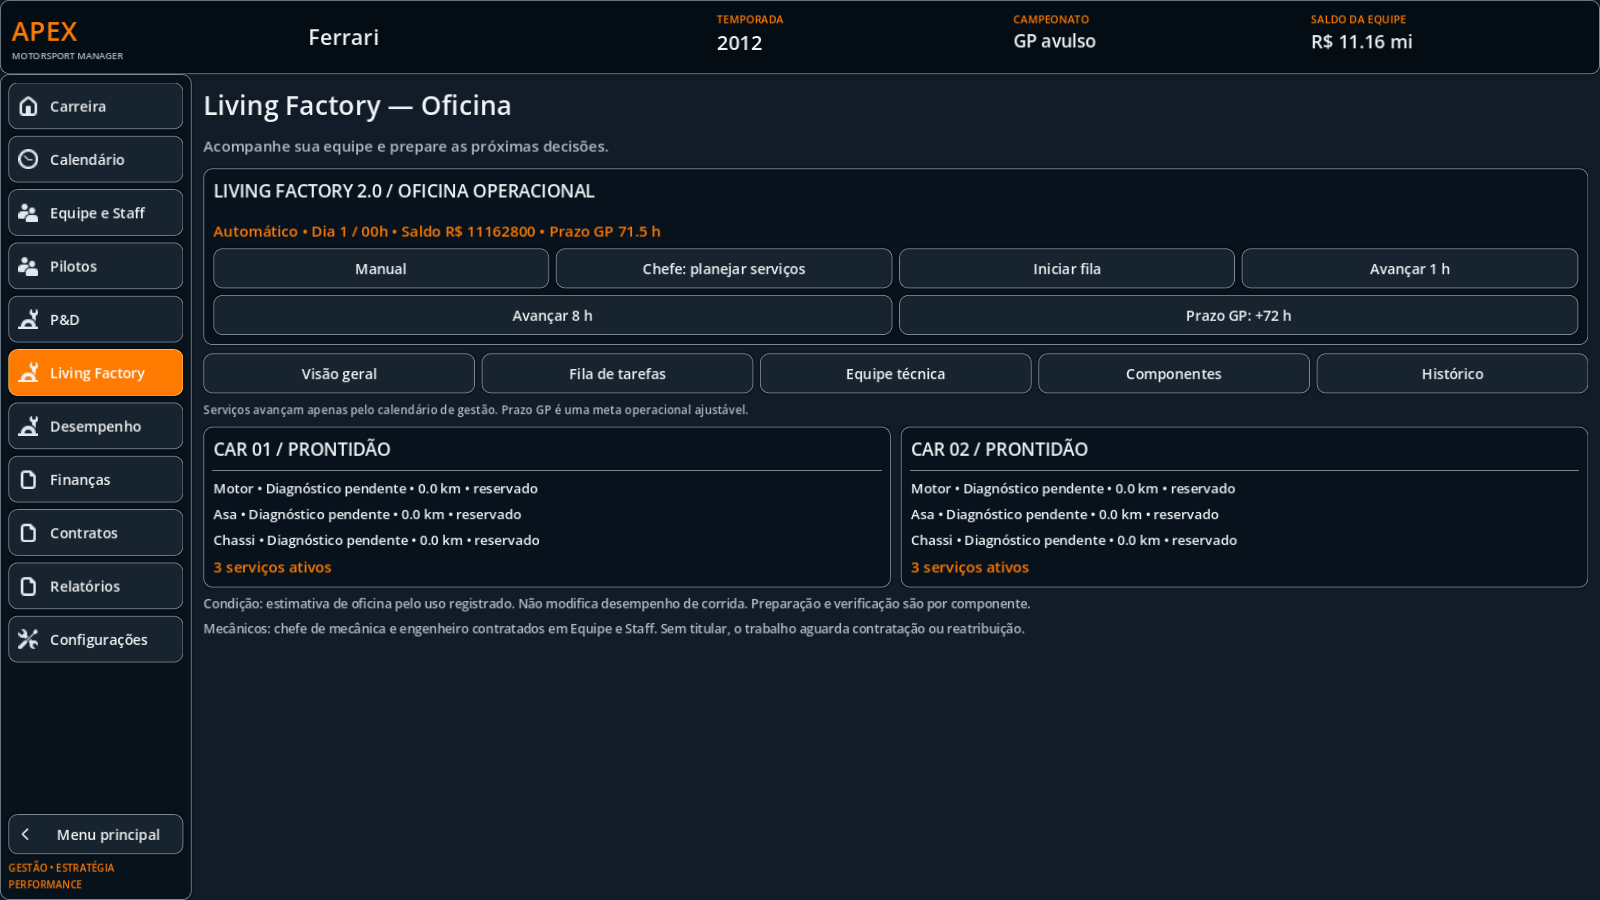 APEX
MOTORSPORT MANAGER
Ferrari
TEMPORADA
2012
CAMPEONATO
GP avulso
SALDO DA EQUIPE
R$ 11.16 mi
Carreira
Calendário
Equipe e Staff
Pilotos
P&D
Living Factory
Desempenho
Finanças
Contratos
Relatórios
Configurações
Menu principal
GESTÃO • ESTRATÉGIA
PERFORMANCE
Living Factory — Oficina
Acompanhe sua equipe e prepare as próximas decisões.
LIVING FACTORY 2.0 / OFICINA OPERACIONAL
Automático • Dia 1 / 00h • Saldo R$ 11162800 • Prazo GP 71.5 h
Manual
Chefe: planejar serviços
Iniciar fila
Avançar 1 h
Avançar 8 h
Prazo GP: +72 h
Visão geral
Fila de tarefas
Equipe técnica
Componentes
Histórico
Serviços avançam apenas pelo calendário de gestão. Prazo GP é uma meta operacional ajustável.
CAR 01 / PRONTIDÃO
Motor • Diagnóstico pendente • 0.0 km • reservado
Asa • Diagnóstico pendente • 0.0 km • reservado
Chassi • Diagnóstico pendente • 0.0 km • reservado
3 serviços ativos
CAR 02 / PRONTIDÃO
Motor • Diagnóstico pendente • 0.0 km • reservado
Asa • Diagnóstico pendente • 0.0 km • reservado
Chassi • Diagnóstico pendente • 0.0 km • reservado
3 serviços ativos
Condição: estimativa de oficina pelo uso registrado. Não modifica desempenho de corrida. Preparação e verificação são por componente.
Mecânicos: chefe de mecânica e engenheiro contratados em Equipe e Staff. Sem titular, o trabalho aguarda contratação ou reatribuição.